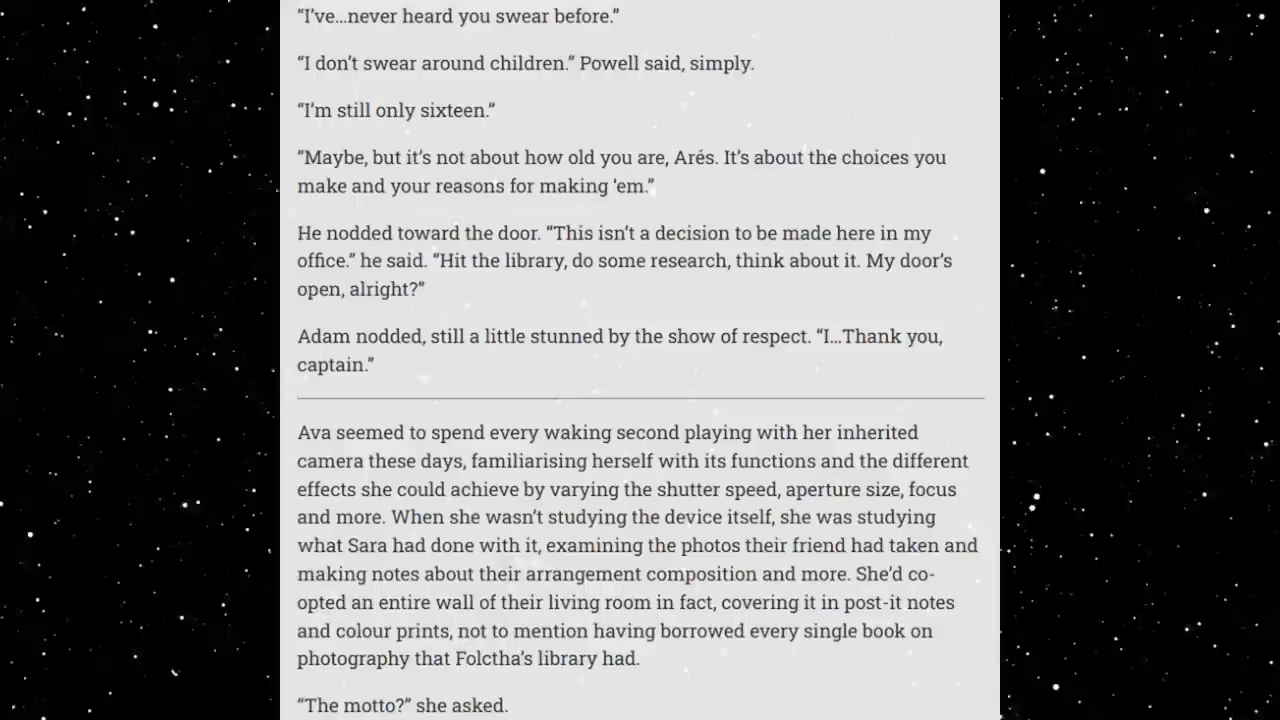 “I’ve…never heard you swear before.”
“I don’t swear around children.” Powell said, simply.
“I’m still only sixteen.”
“Maybe, but it’s not about how old you are, Arés. It’s about the choices you
make and your reasons for making ‘em.”
He nodded toward the door. “This isn’t a decision to be made here in my
office.” he said. “Hit the library, do some research, think about it. My door’s
open, alright?”
Adam nodded, still a little stunned by the show of respect. “I…Thank you,
captain.”
Ava seemed to spend every waking second playing with her inherited
camera these days, familiarising herself with its functions and the different
effects she could achieve by varying the shutter speed, aperture size, focus
and more. When she wasn’t studying the device itself, she was studying
what Sara had done with it, examining the photos their friend had taken and
making notes about their arrangement composition and more. She’d co-
opted an entire wall of their living room in fact, covering it in post-it notes
and colour prints, not to mention having borrowed every single book on
photography that Folctha’s library had.
“The motto?” she asked.